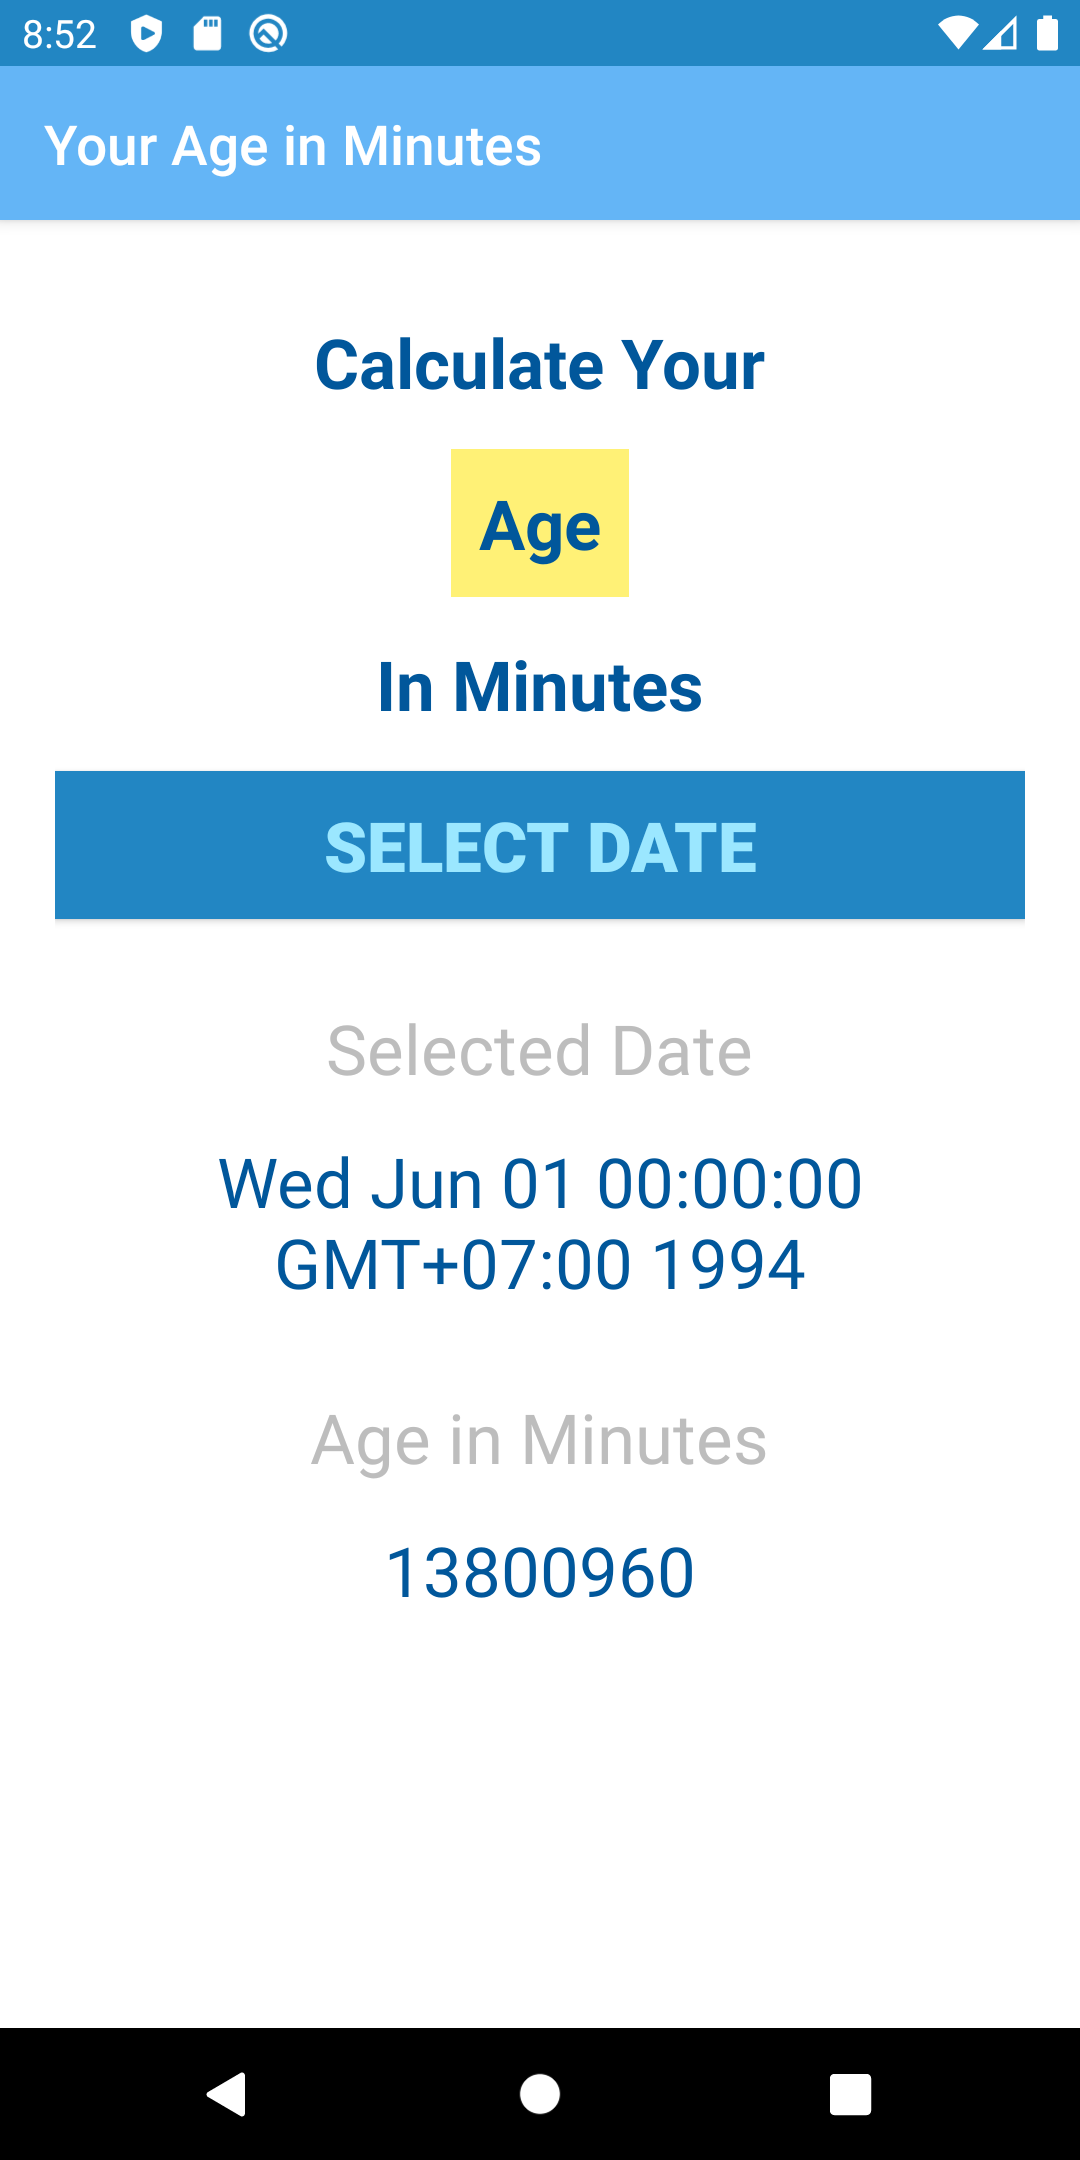 8:52
Your Age in Minutes
Calculate Your
Age
In Minutes
SELECT DATE
Selected Date
Wed Jun 01 00:00:00
GMT+07:00 1994
Age in Minutes
13800960